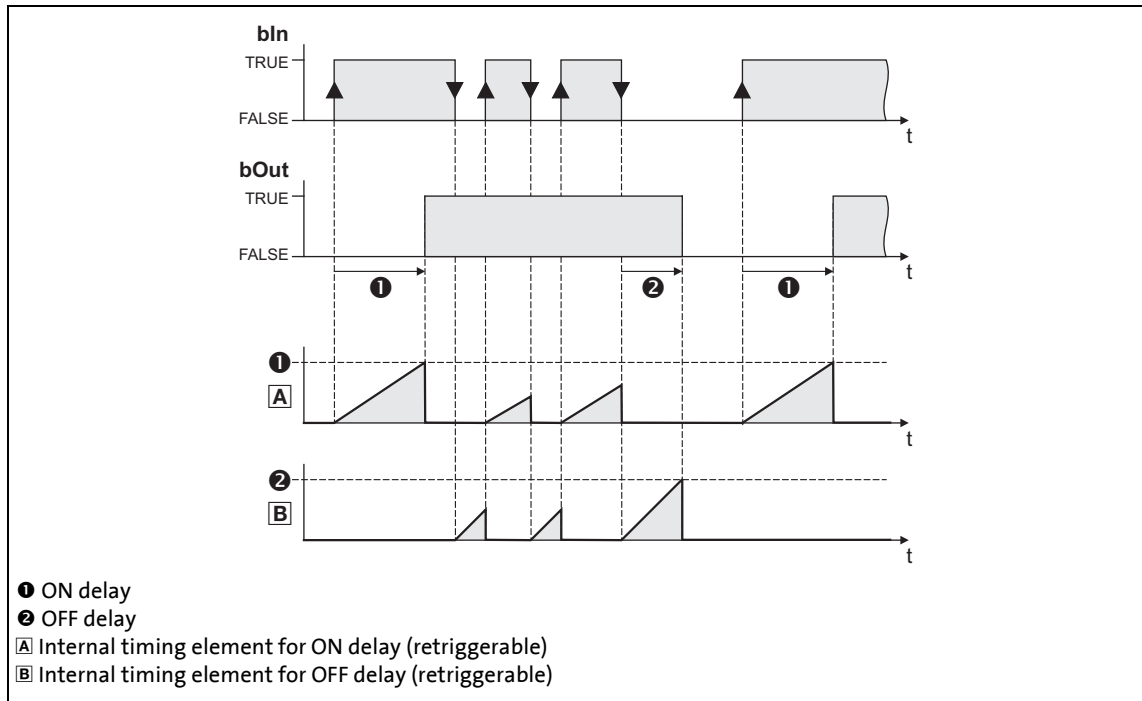 bIn
TRUE
FALSE
t
bOut
TRUE
FALSE
t
❶ ❷ ❶
❶
A
t
❷
B
t
❶ ON delay
❷ OFF delay
A Internal timing element for ON delay (retriggerable)
B Internal timing element for OFF delay (retriggerable)